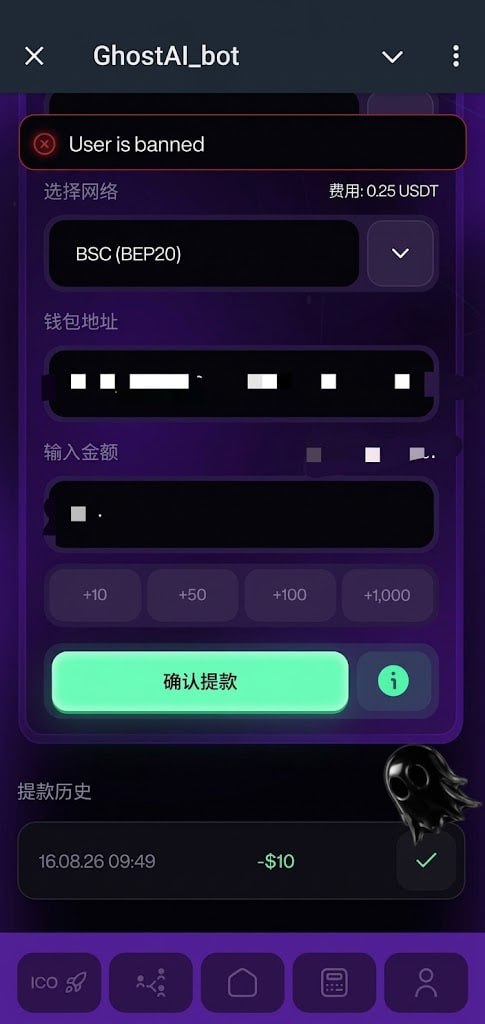 GhostAI_bot
User is banned
选择网络
费用: 0.25 USDT
BSC (BEP20)
钱包地址
输入金额
+10
+50
+100
+1,000
确认提款
提款历史
16.08.26 09:49
-$10
ICO